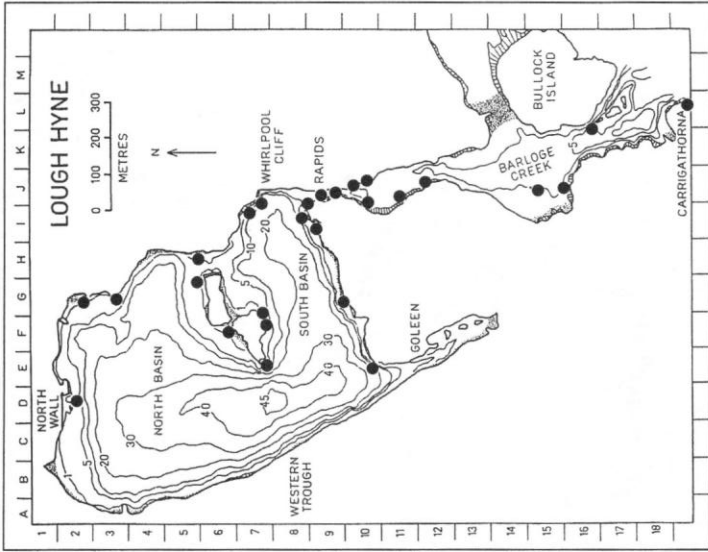 LOUGH HYNE
0 100 200 300
METRES
N
A B C D E F G H I J K L M
1
2
3
4
5
6
7
8
9
10
11
12
13
14
15
16
17
18
NORTH
WALL
NORTH BASIN
WESTERN
TROUGH
SOUTH BASIN
WHIRLPOOL
CLIFF
RAPIDS
GOLEEN
BULLOCK
ISLAND
BARLOGE
CREEK
CARRIGATHORNA
1
5
20
30
40
45
10
5
1
20
30
40
5